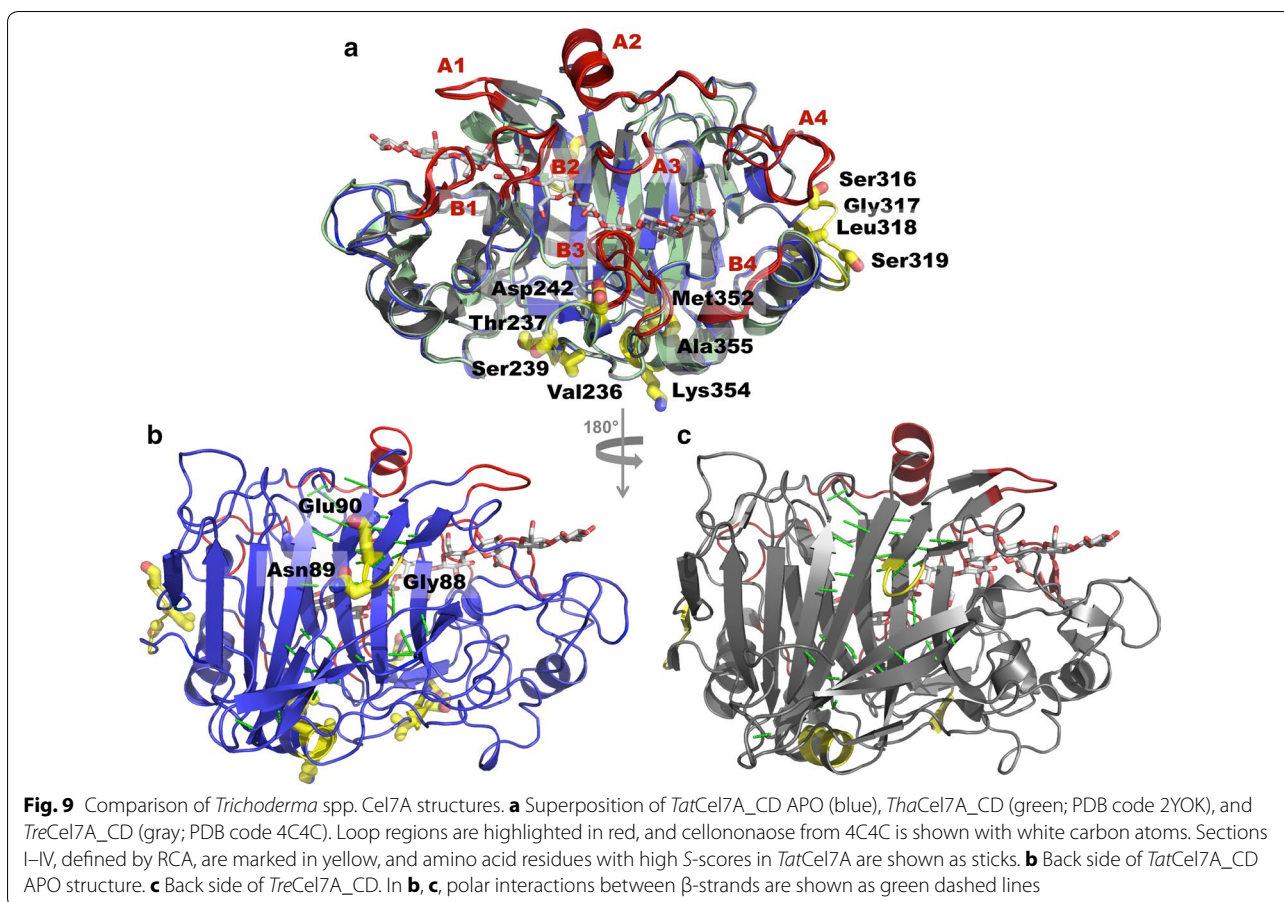 a
A2
A1
A4
B2
A3
Ser316
Gly317
B1
Leu318
B3
B4
Ser319
Asp242
Met352
Thr237
Ala355
Ser239
Val236
Lys354
180°
b
c
Glu90
Asn89
Gly88
Fig. 9 Comparison of Trichoderma spp. Cel7A structures. a Superposition of TatCel7A_CD APO (blue), ThaCel7A_CD (green; PDB code 2YOK), and
TreCel7A_CD (gray; PDB code 4C4C). Loop regions are highlighted in red, and cellononaose from 4C4C is shown with white carbon atoms. Sections
I–IV, defined by RCA, are marked in yellow, and amino acid residues with high S-scores in TatCel7A are shown as sticks. b Back side of TatCel7A_CD
APO structure. c Back side of TreCel7A_CD. In b, c, polar interactions between β-strands are shown as green dashed lines